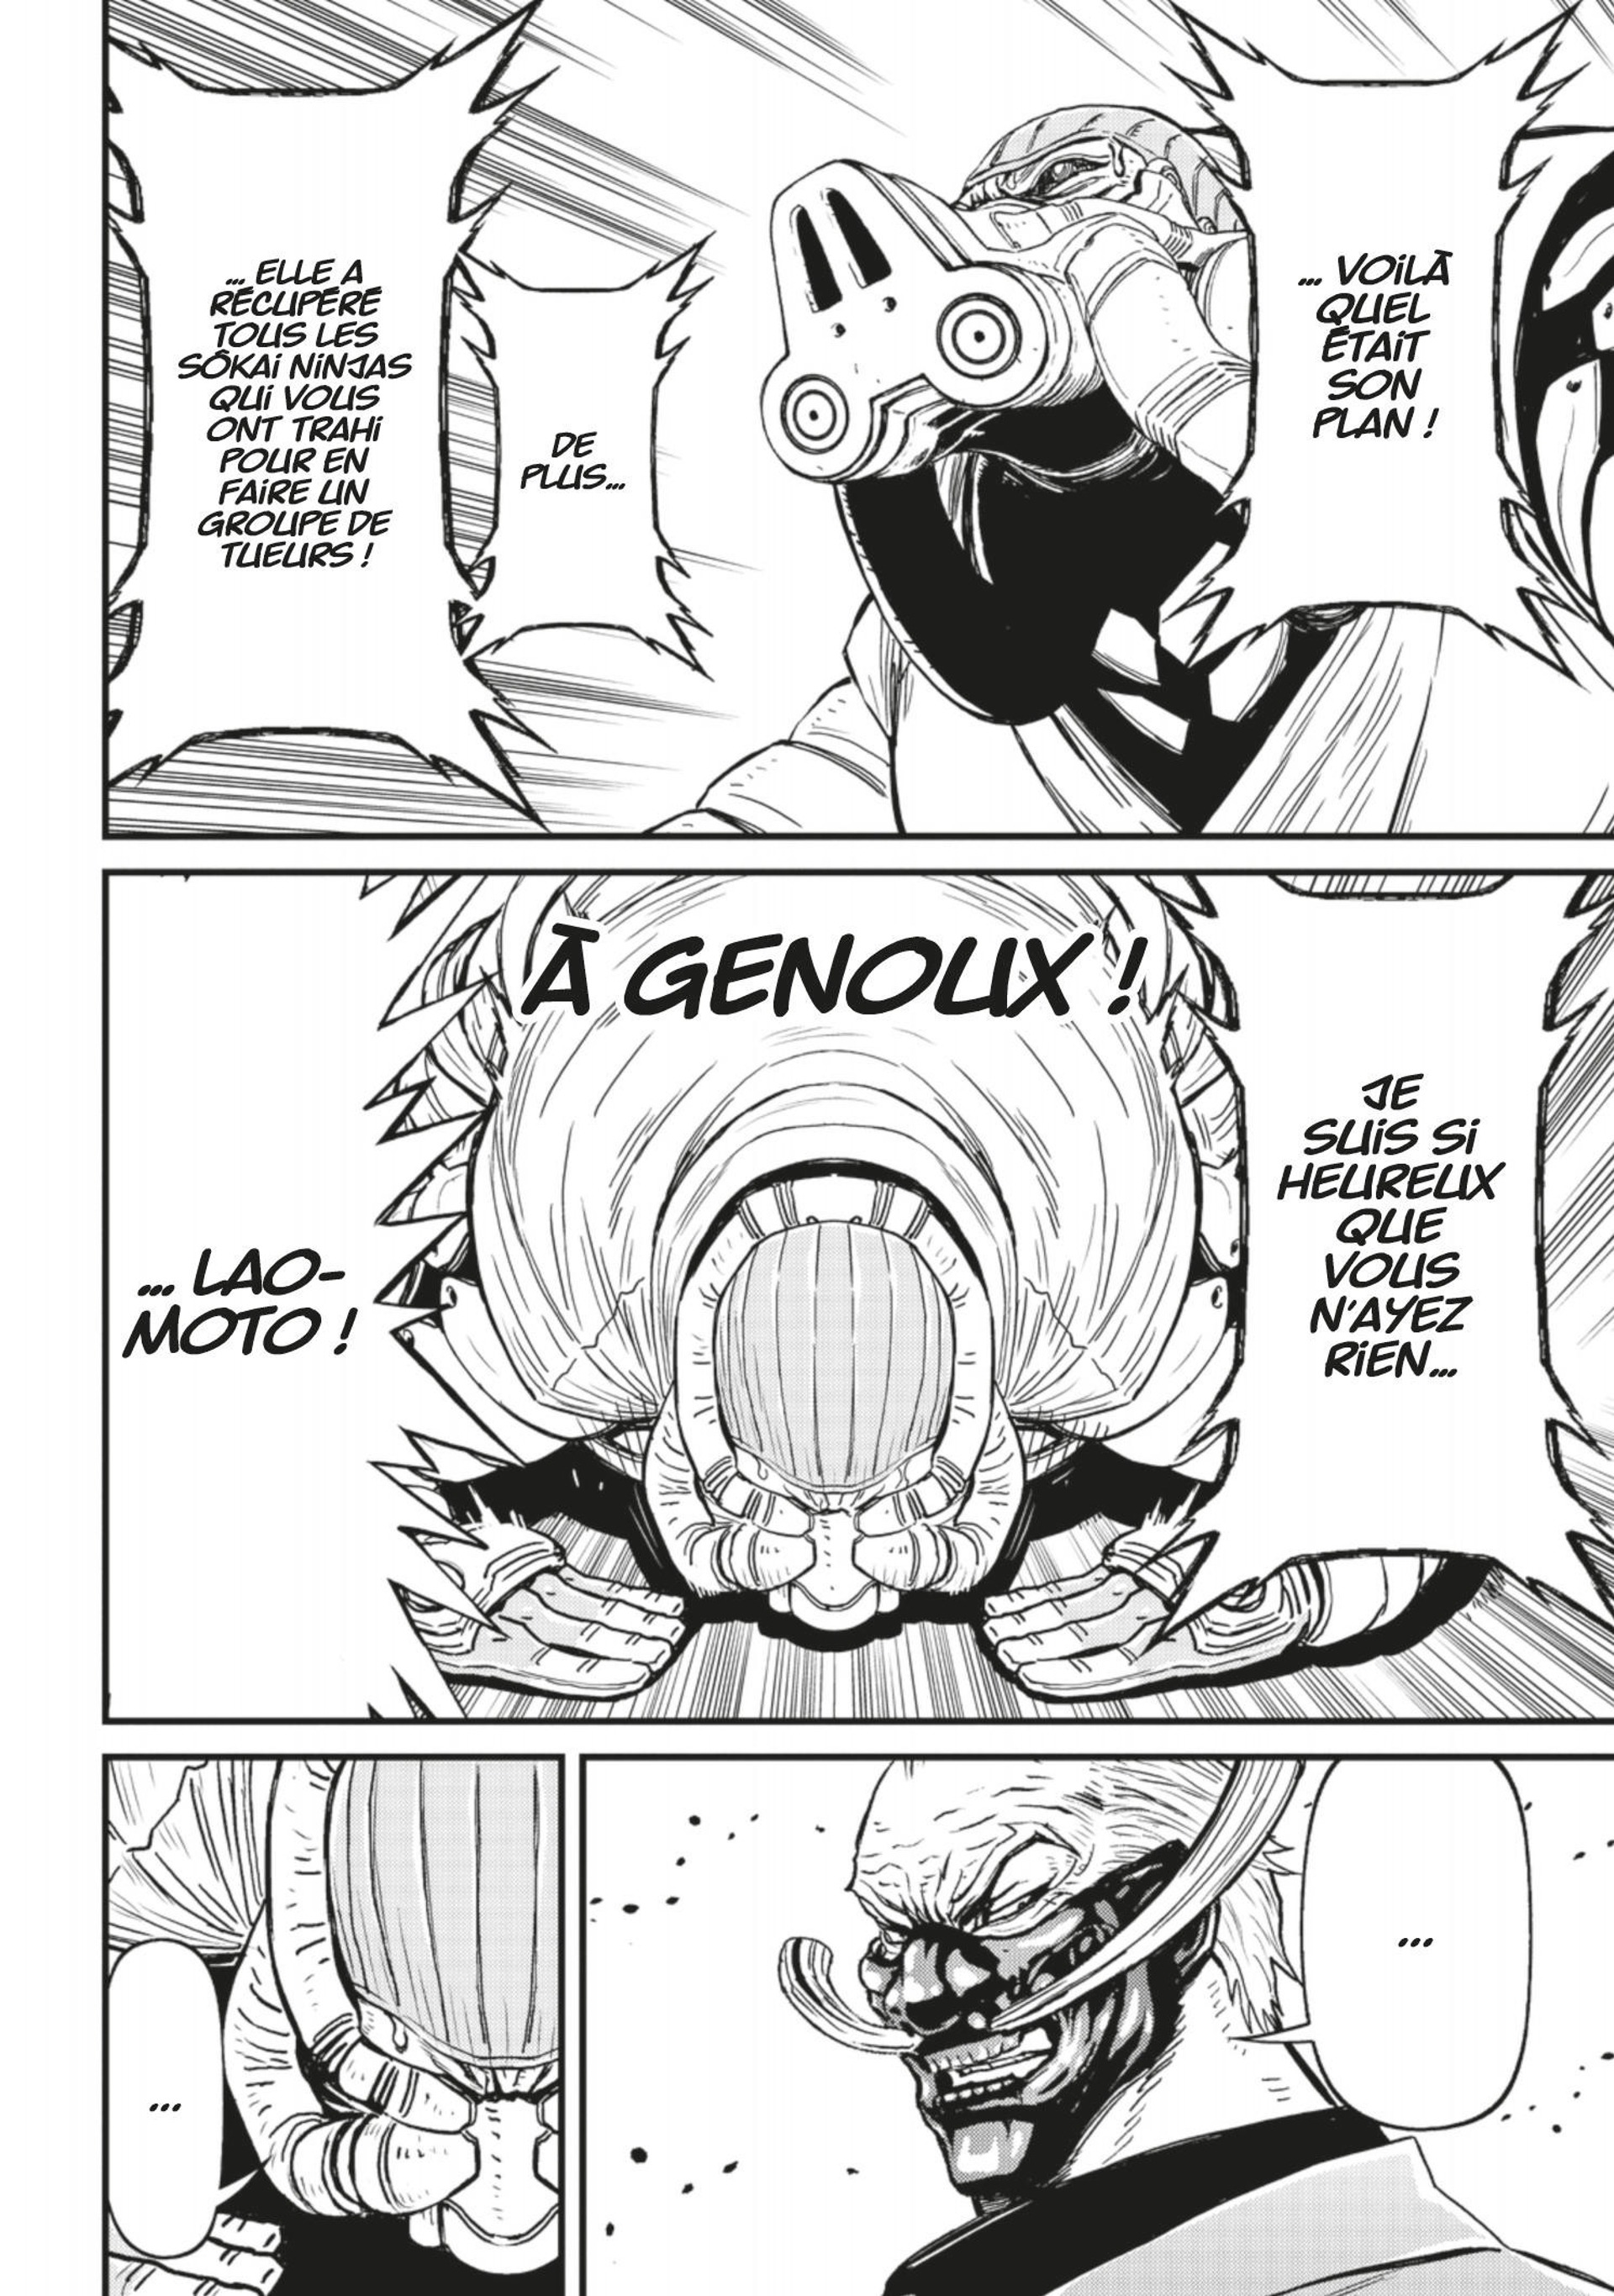 ... VOILÀ
QUEL
ÉTAIT
SON
PLAN !
DE
PLUS...
... ELLE A
RÉCUPÉRÉ
TOUS LES
SÔKAI NINJAS
QUI VOUS
ONT TRAHI
POUR EN
FAIRE UN
GROUPE DE
TUEURS !
À GENOUX !
JE
SUIS SI
HEUREUX
QUE
VOUS
N'AYEZ
RIEN...
... LAO-
MOTO !
...
...